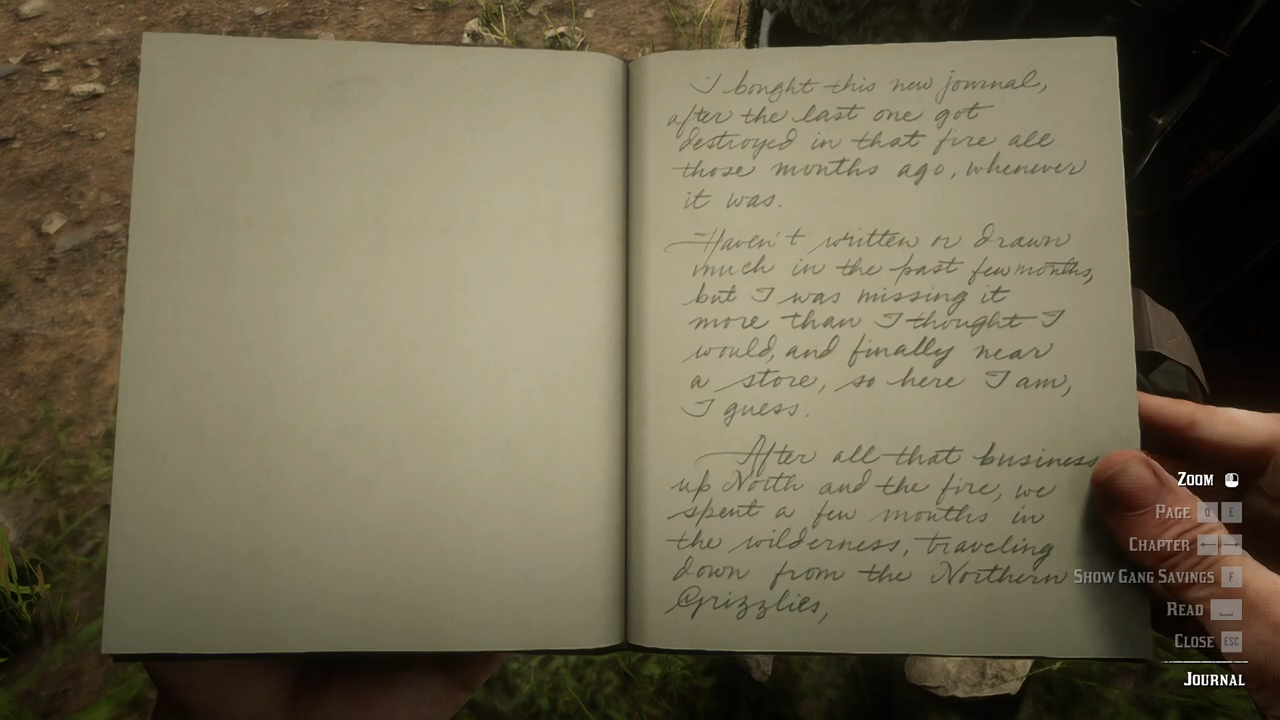 I bought this new journal,
after the last one got
destroyed in that fire all
those months ago, whenever
it was.
Haven't written or drawn
much in the past few months,
but I was missing it
more than I thought I
would, and finally near
a store, so here I am,
I guess.
After all that business
up North and the fire, we
spent a few months in
the wilderness, traveling
down from the Northern
Grizzlies,
ZOOM
PAGE Q E
CHAPTER ← →
SHOW GANG SAVINGS F
READ
CLOSE ESC
JOURNAL